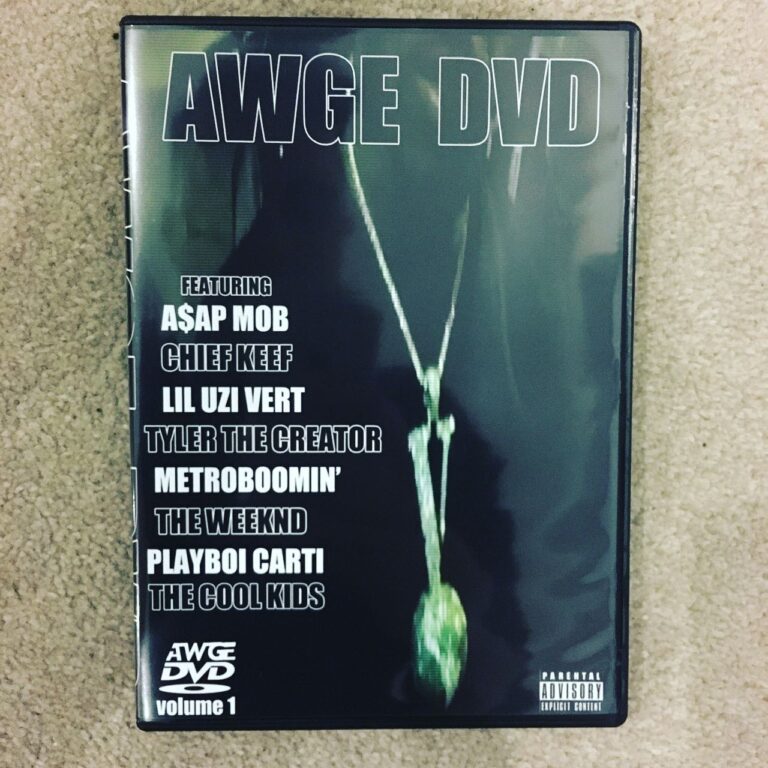 AWGE DVD
FEATURING
A$AP MOB
CHIEF KEEF
LIL UZI VERT
TYLER THE CREATOR
METROBOOMIN'
THE WEEKND
PLAYBOI CARTI
THE COOL KIDS
AWGE
DVD
volume 1
PARENTAL
ADVISORY
EXPLICIT CONTENT